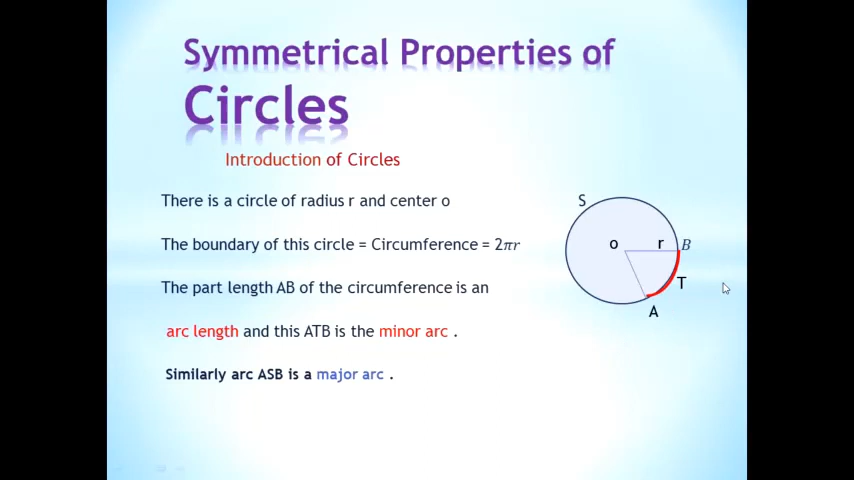 Symmetrical Properties of
Circles
Introduction of Circles
There is a circle of radius r and center o
The boundary of this circle = Circumference = 2πr
The part length AB of the circumference is an
arc length and this ATB is the minor arc .
Similarly arc ASB is a major arc .
S
o
r
B
T
A